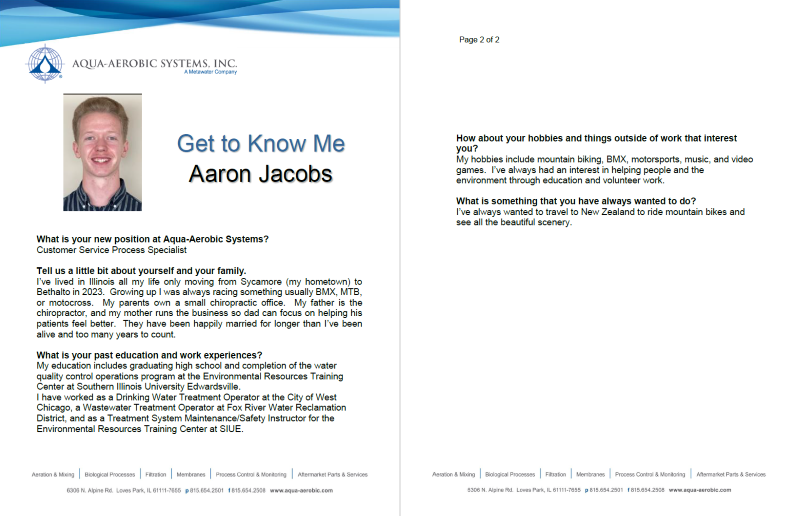 AQUA-AEROBIC SYSTEMS, INC.
A Metawater Company
Get to Know Me
Aaron Jacobs
What is your new position at Aqua-Aerobic Systems?
Customer Service Process Specialist
Tell us a little bit about yourself and your family.
I've lived in Illinois all my life only moving from Sycamore (my hometown) to
Bethalto in 2023. Growing up I was always racing something usually BMX, MTB,
or motocross. My parents own a small chiropractic office. My father is the
chiropractor, and my mother runs the business so dad can focus on helping his
patients feel better. They have been happily married for longer than I've been
alive and too many years to count.
What is your past education and work experiences?
My education includes graduating high school and completion of the water
quality control operations program at the Environmental Resources Training
Center at Southern Illinois University Edwardsville.
I have worked as a Drinking Water Treatment Operator at the City of West
Chicago, a Wastewater Treatment Operator at Fox River Water Reclamation
District, and as a Treatment System Maintenance/Safety Instructor for the
Environmental Resources Training Center at SIUE.
Aeration & Mixing | Biological Processes | Filtration | Membranes | Process Control & Monitoring | Aftermarket Parts & Services
6306 N. Alpine Rd. Loves Park, IL 61111-7655 p 815.654.2501 f 815.654.2508 www.aqua-aerobic.com
Page 2 of 2
How about your hobbies and things outside of work that interest
you?
My hobbies include mountain biking, BMX, motorsports, music, and video
games. I've always had an interest in helping people and the
environment through education and volunteer work.
What is something that you have always wanted to do?
I've always wanted to travel to New Zealand to ride mountain bikes and
see all the beautiful scenery.
Aeration & Mixing | Biological Processes | Filtration | Membranes | Process Control & Monitoring | Aftermarket Parts & Services
6306 N. Alpine Rd. Loves Park, IL 61111-7655 p 815.654.2501 f 815.654.2508 www.aqua-aerobic.com